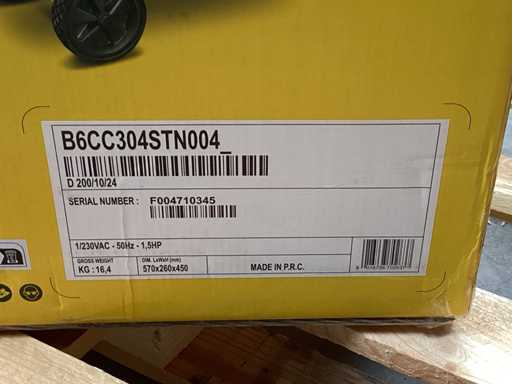 B6CC304STN004_
D 200/10/24
SERIAL NUMBER : F004710345
1/230VAC - 50Hz - 1,5HP
GROSS WEIGHT
KG : 16,4
DIM. LxWxH (mm)
570x260x450
MADE IN P.R.C.